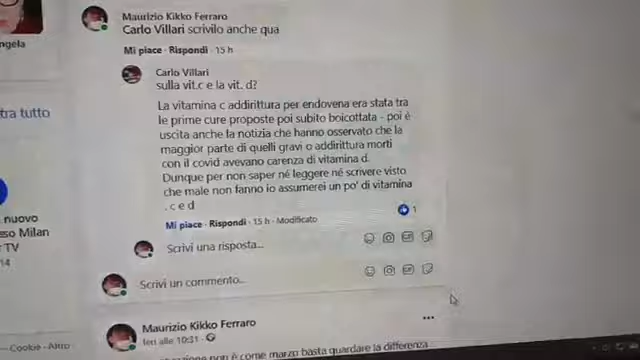 Maurizio Kikko Ferraro
Carlo Villari scrivilo anche qua
Mi piace · Rispondi · 15 h
ngela
Carlo Villari
sulla vit.c e la vit. d?
La vitamina c addirittura per endovena era stata tra
le prime cure proposte poi subito boicottata - poi è
uscita anche la notizia che hanno osservato che la
maggior parte di quelli gravi o addirittura morti
con il covid avevano carenza di vitamina d.
Dunque per non saper né leggere né scrivere visto
che male non fanno io assumerei un po' di vitamina
. c e d
1
Mi piace · Rispondi · 15 h · Modificato
Scrivi una risposta...
Scrivi un commento...
tra tutto
nuovo
sso Milan
TV
14
Cookie · Altro
Maurizio Kikko Ferraro
Ieri alle 10:31
non è come marzo basta guardare la differenza